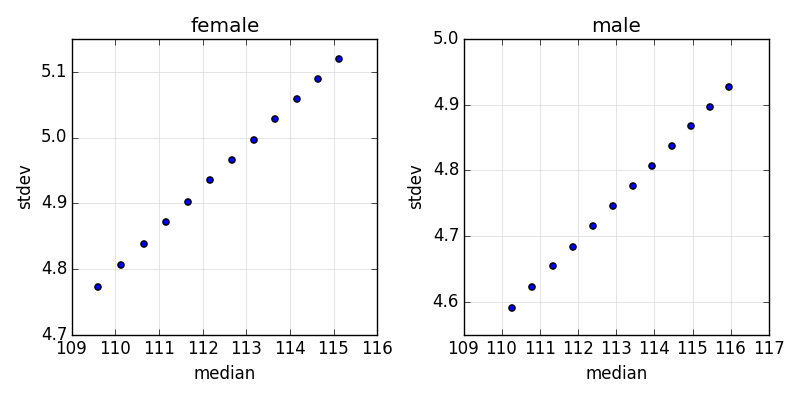 female
5.1
5.0
4.9
4.8
4.7
stdev
109 110 111 112 113 114 115 116
median
male
5.0
4.9
4.8
4.7
4.6
stdev
109 110 111 112 113 114 115 116 117
median